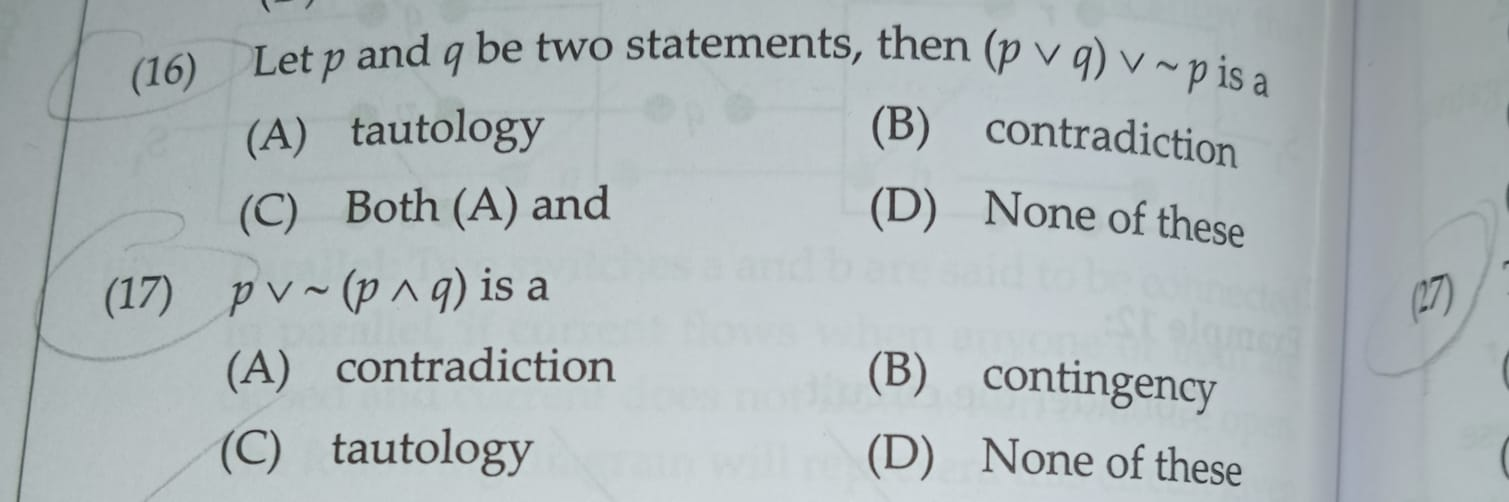 (16) Let p and q be two statements, then (p ∨ q) ∨ ~ p is a
(A) tautology (B) contradiction
(C) Both (A) and (D) None of these
(17) p ∨ ~ (p ∧ q) is a
(A) contradiction (B) contingency
(C) tautology (D) None of these
(27)